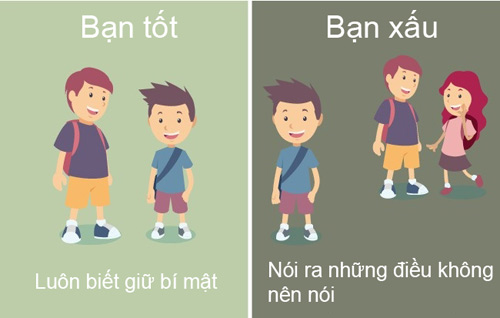 Bạn tốt
Bạn xấu
Luôn biết giữ bí mật
Nói ra những điều không
nên nói